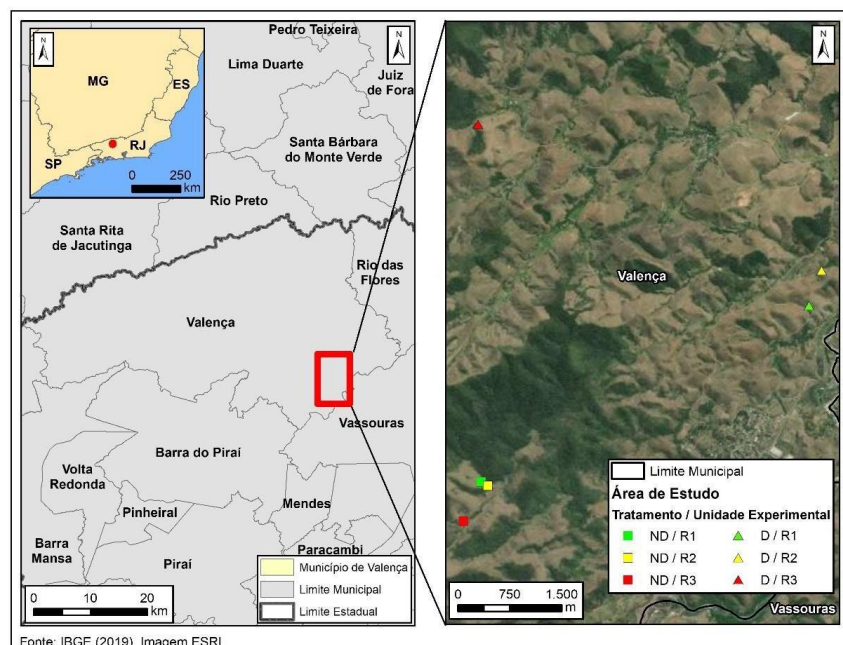 N
MG
ES
RJ
SP
0 250
km
N
Pedro Teixeira
Lima Duarte
Juiz
de Fora
Santa Bárbara
do Monte Verde
Rio Preto
Santa Rita
de Jacutinga
Rio das
Flores
Valença
Vassouras
Barra do Piraí
Volta
Redonda
Mendes
Pinheiral
Barra
Mansa
Piraí
Paracambi
0 10 20
km
Município de Valença
Limite Municipal
Limite Estadual
N
Valença
Limite Municipal
Área de Estudo
Tratamento / Unidade Experimental
ND / R1 D / R1
ND / R2 D / R2
ND / R3 D / R3
0 750 1.500
m
Vassouras
Fonte: IBGE (2019), Imagem ESRI